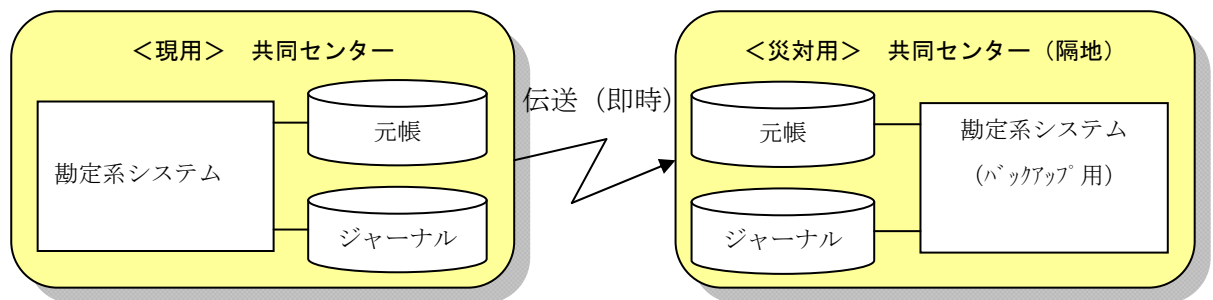 ＜現用＞　共同センター
勘定系システム
元帳
ジャーナル
伝送（即時）
＜災対用＞　共同センター（隔地）
元帳
ジャーナル
勘定系システム
（ﾊﾞｯｸｱｯﾌﾟ用）